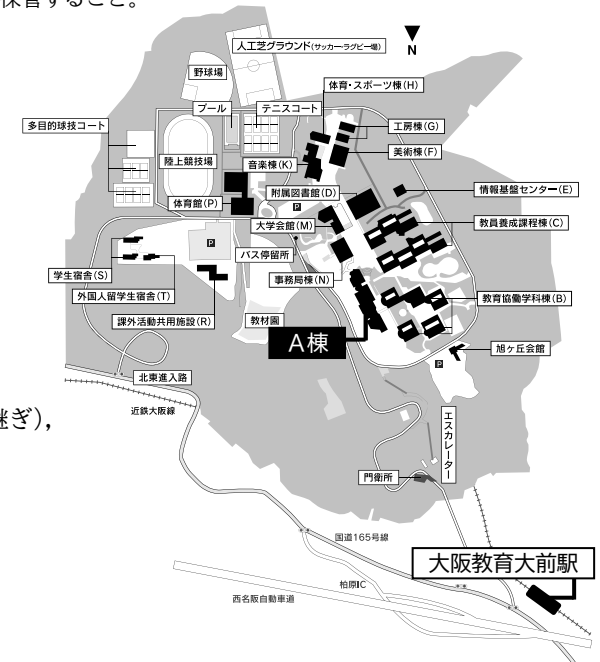 保管すること。
人工芝グラウンド(サッカー・ラグビー場)
N
野球場
体育・スポーツ棟(H)
プール
テニスコート
工房棟(G)
多目的球技コート
陸上競技場
音楽棟(K)
美術棟(F)
体育館(P)
附属図書館(D)
情報基盤センター(E)
P
大学会館(M)
教員養成課程棟(C)
P
バス停留所
学生宿舎(S)
事務局棟(N)
外国人留学生宿舎(T)
教育協働学科棟(B)
課外活動共用施設(R)
教材園
A棟
旭ヶ丘会館
P
北東進入路
近鉄大阪線
継ぎ),
エスカレーター
門衛所
国道165号線
大阪教育大前駅
柏原IC
西名阪自動車道